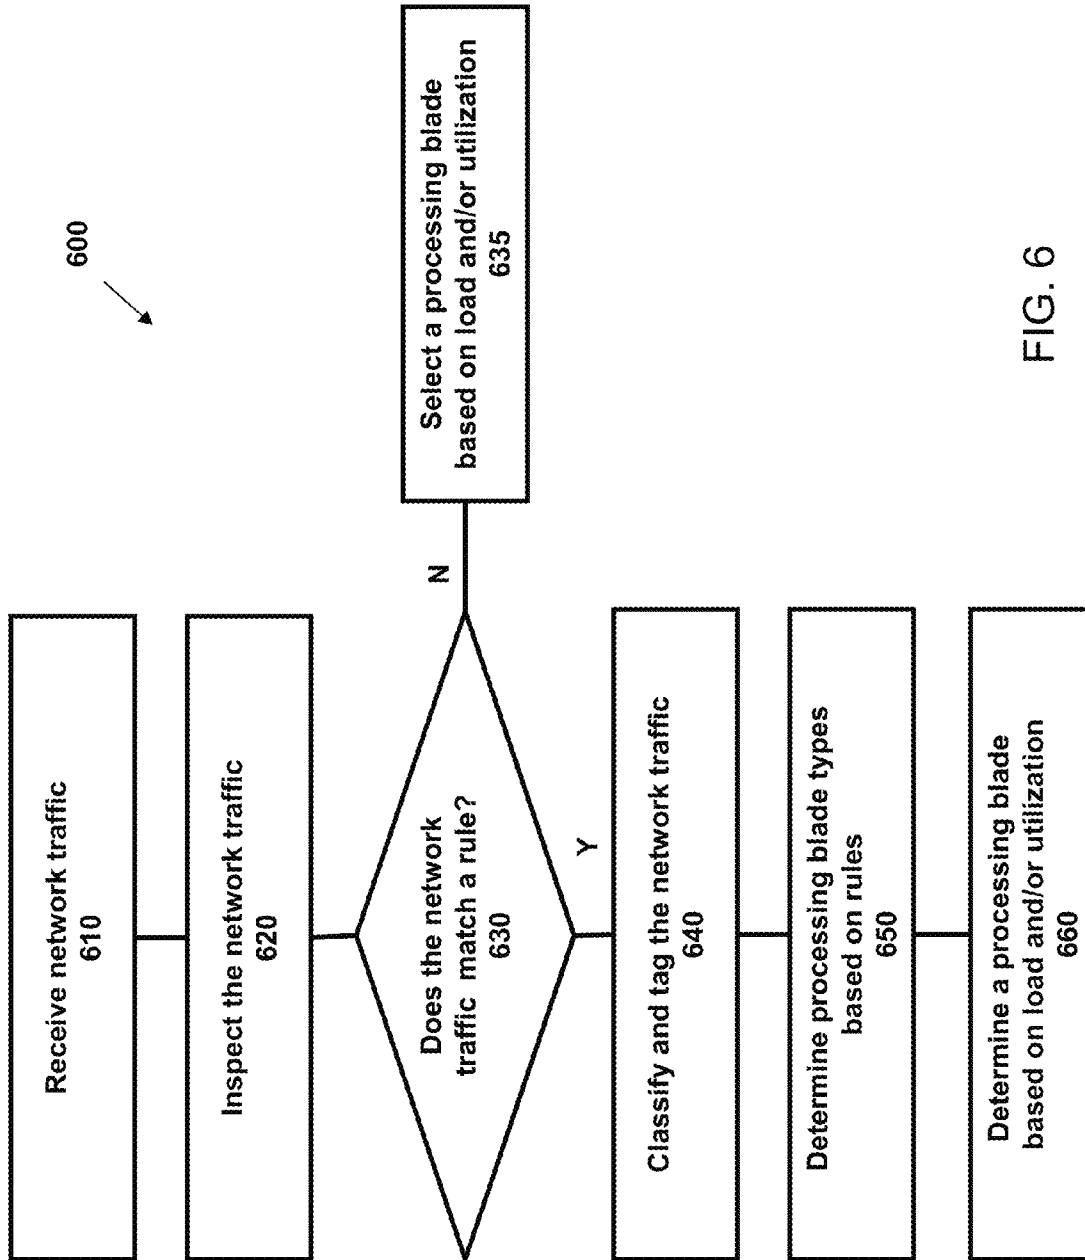 600
Receive network traffic
610
Inspect the network traffic
620
Does the network
traffic match a rule?
630
N
Select a processing blade
based on load and/or utilization
635
Y
Classify and tag the network traffic
640
Determine processing blade types
based on rules
650
Determine a processing blade
based on load and/or utilization
660
FIG. 6